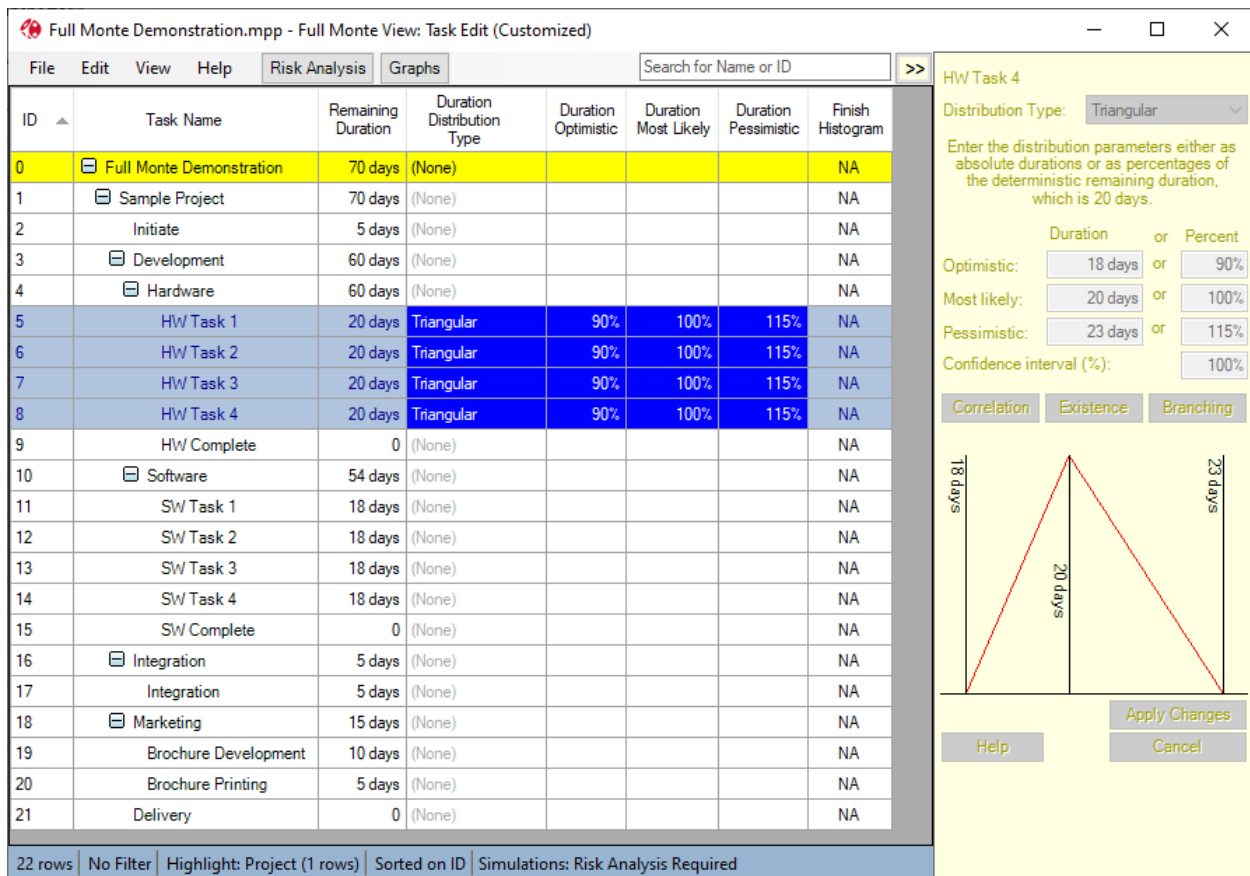 Full Monte Demonstration.mpp - Full Monte View: Task Edit (Customized)
File Edit View Help Risk Analysis Graphs Search for Name or ID >>
ID Task Name Remaining Duration Duration Distribution Type Duration Optimistic Duration Most Likely Duration Pessimistic Finish Histogram
0 Full Monte Demonstration 70 days (None) NA
1 Sample Project 70 days (None) NA
2 Initiate 5 days (None) NA
3 Development 60 days (None) NA
4 Hardware 60 days (None) NA
5 HW Task 1 20 days Triangular 90% 100% 115% NA
6 HW Task 2 20 days Triangular 90% 100% 115% NA
7 HW Task 3 20 days Triangular 90% 100% 115% NA
8 HW Task 4 20 days Triangular 90% 100% 115% NA
9 HW Complete 0 (None) NA
10 Software 54 days (None) NA
11 SW Task 1 18 days (None) NA
12 SW Task 2 18 days (None) NA
13 SW Task 3 18 days (None) NA
14 SW Task 4 18 days (None) NA
15 SW Complete 0 (None) NA
16 Integration 5 days (None) NA
17 Integration 5 days (None) NA
18 Marketing 15 days (None) NA
19 Brochure Development 10 days (None) NA
20 Brochure Printing 5 days (None) NA
21 Delivery 0 (None) NA
22 rows No Filter Highlight: Project (1 rows) Sorted on ID Simulations: Risk Analysis Required
HW Task 4
Distribution Type: Triangular
Enter the distribution parameters either as
absolute durations or as percentages of
the deterministic remaining duration,
which is 20 days.
Duration or Percent
Optimistic: 18 days or 90%
Most likely: 20 days or 100%
Pessimistic: 23 days or 115%
Confidence interval (%): 100%
Correlation Existence Branching
18 days
20 days
23 days
Apply Changes
Help Cancel